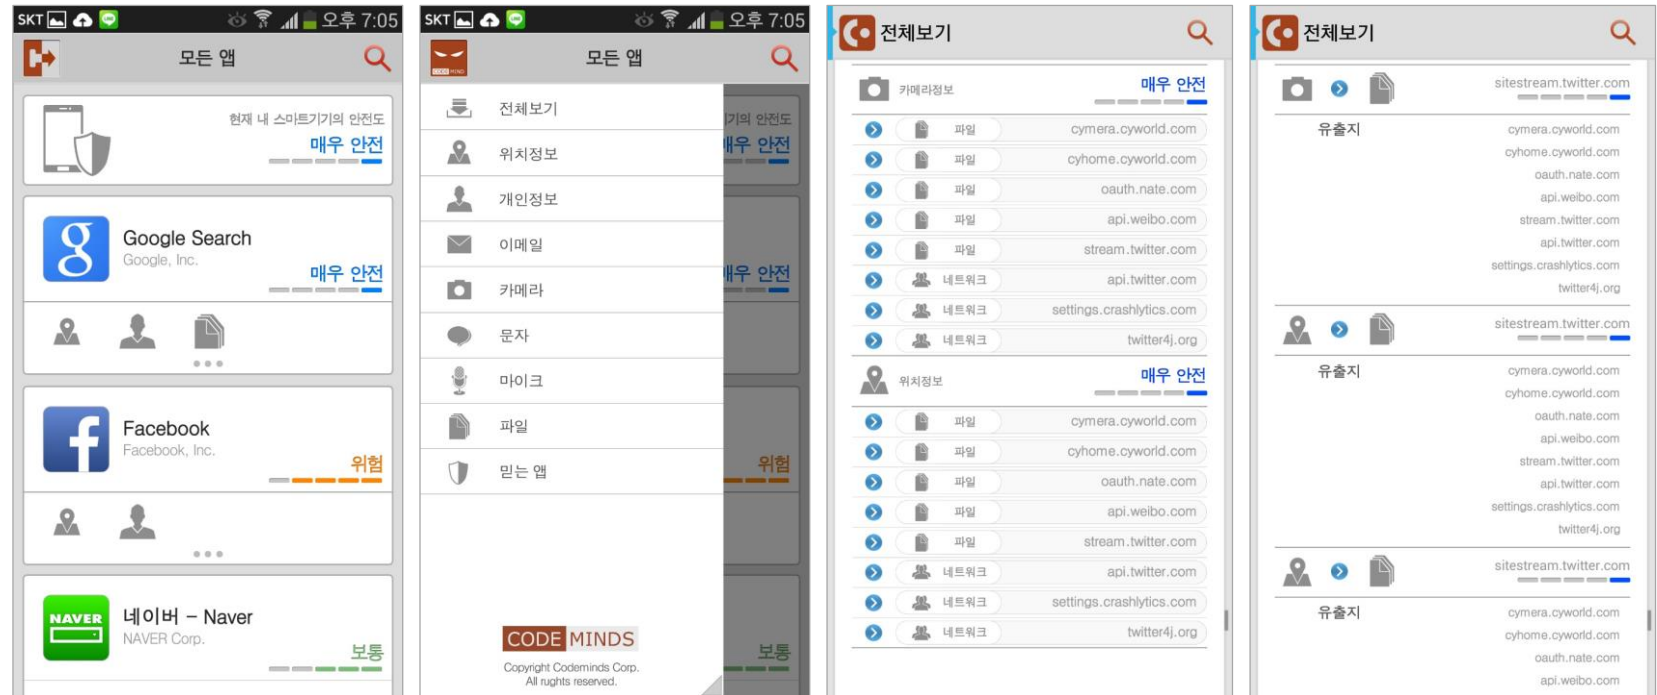 SKT
오후 7:05
모든 앱
현재 내 스마트기기의 안전도
매우 안전
Google Search
Google, Inc.
매우 안전
Facebook
Facebook, Inc.
위험
NAVER
네이버 – Naver
NAVER Corp.
보통
SKT
오후 7:05
CODE MIND
모든 앱
전체보기
위치정보
개인정보
이메일
카메라
문자
마이크
파일
믿는 앱
기의 안전도
매우 안전
매우 안전
위험
보통
CODE MINDS
Copyright Codeminds Corp.
All rughts reserved.
전체보기
카메라정보 매우 안전
파일 cymera.cyworld.com
파일 cyhome.cyworld.com
파일 oauth.nate.com
파일 api.weibo.com
파일 stream.twitter.com
네트워크 api.twitter.com
네트워크 settings.crashlytics.com
네트워크 twitter4j.org
위치정보 매우 안전
파일 cymera.cyworld.com
파일 cyhome.cyworld.com
파일 oauth.nate.com
파일 api.weibo.com
파일 stream.twitter.com
네트워크 api.twitter.com
네트워크 settings.crashlytics.com
네트워크 twitter4j.org
전체보기
sitestream.twitter.com
유출지 cymera.cyworld.com
cyhome.cyworld.com
oauth.nate.com
api.weibo.com
stream.twitter.com
api.twitter.com
settings.crashlytics.com
twitter4j.org
sitestream.twitter.com
유출지 cymera.cyworld.com
cyhome.cyworld.com
oauth.nate.com
api.weibo.com
stream.twitter.com
api.twitter.com
settings.crashlytics.com
twitter4j.org
sitestream.twitter.com
유출지 cymera.cyworld.com
cyhome.cyworld.com
oauth.nate.com
api.weibo.com